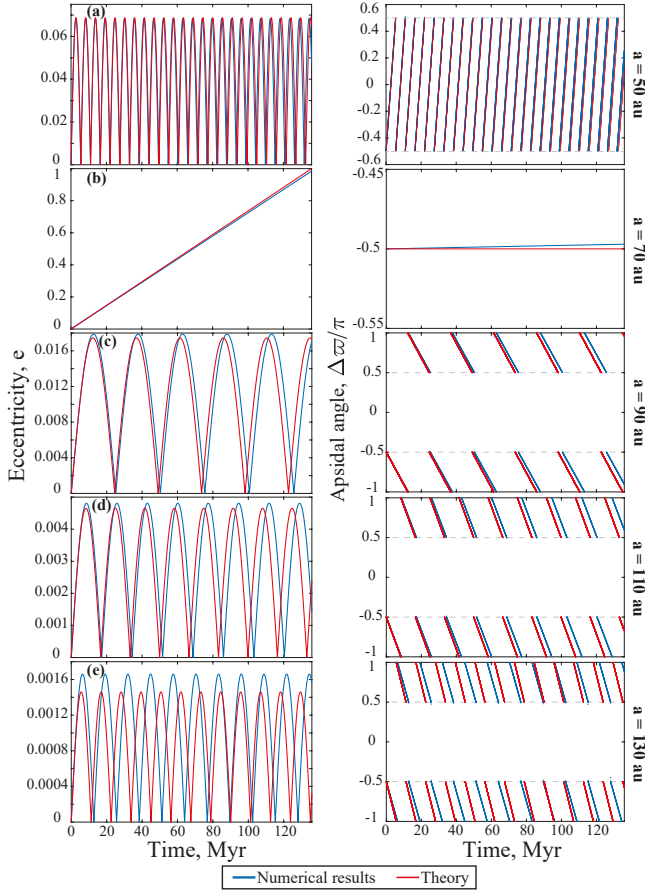 (a)
0.06
0.04
0.02
0
0.6
0.4
0.2
0
-0.2
-0.4
-0.6
a = 50 au
(b)
1
0.8
0.6
0.4
0.2
0
-0.45
-0.5
-0.55
a = 70 au
(c)
0.016
0.012
0.008
0.004
0
1
0.5
0
-0.5
-1
a = 90 au
(d)
0.004
0.003
0.002
0.001
0
1
0.5
0
-0.5
-1
a = 110 au
(e)
0.0016
0.0012
0.0008
0.0004
0
1
0.5
0
-0.5
-1
a = 130 au
Eccentricity, e
Apsidal angle, Δϖ/π
0 20 40 60 80 100 120
0 20 40 60 80 100 120
Time, Myr
Time, Myr
Numerical results
Theory